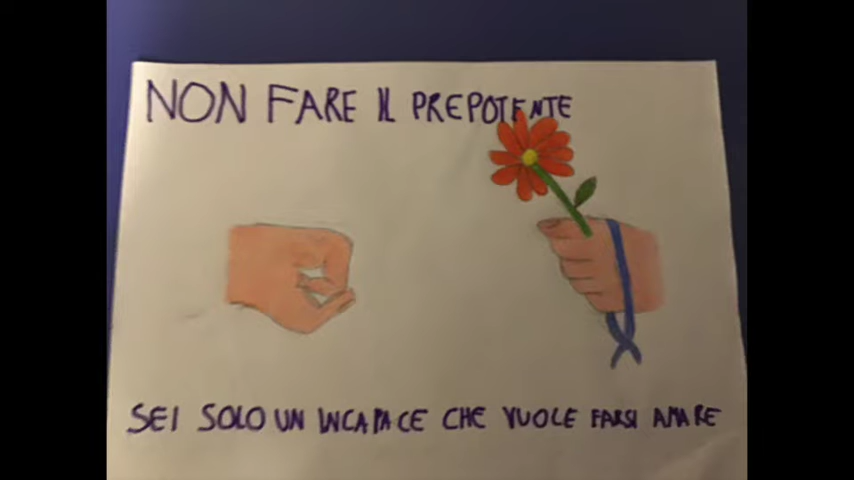 NON FARE IL PREPOTENTE
SEI SOLO UN INCAPACE CHE VUOLE FARSI AMARE